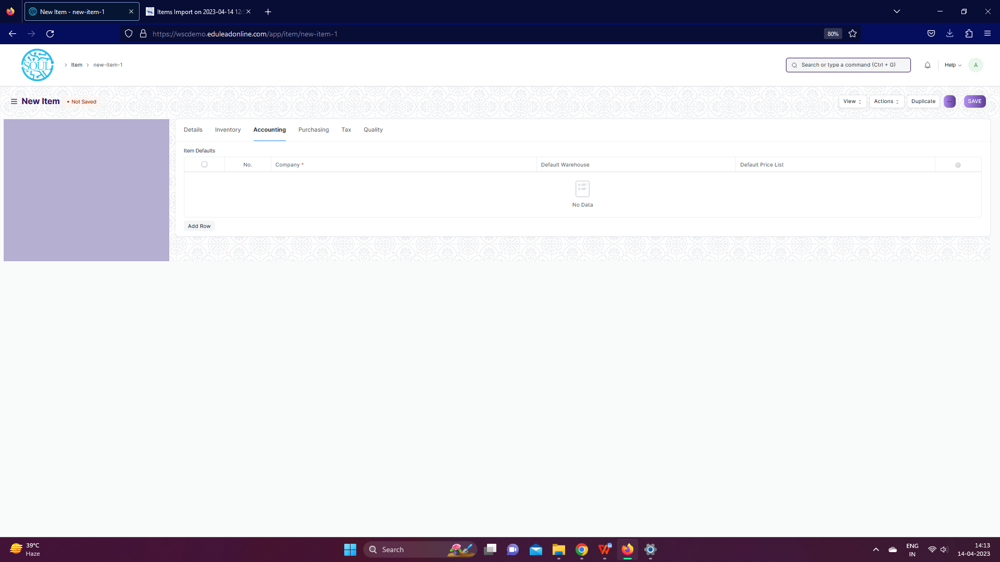 New Item - new-item-1
Items Import on 2023-04-14 12:
https://wscdemo.eduleadonline.com/app/item/new-item-1
80%
SOUL
Item
new-item-1
Search or type a command (Ctrl + G)
Help
A
New Item
• Not Saved
View
Actions
Duplicate
...
SAVE
Details
Inventory
Accounting
Purchasing
Tax
Quality
Item Defaults
No.
Company *
Default Warehouse
Default Price List
No Data
Add Row
39°C
Haze
Search
ENG
IN
14:13
14-04-2023